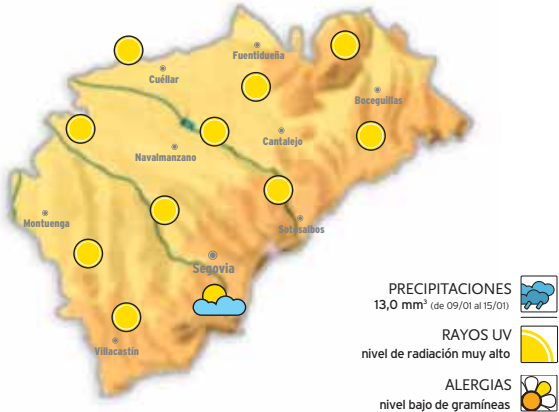 Fuentidueña
Cuéllar
Boceguillas
Cantalejo
Navalmanzano
Montuenga
Sotosalbos
Segovia
Villacastín
PRECIPITACIONES
13,0 mm³ (de 09/01 al 15/01)
RAYOS UV
nivel de radiación muy alto
ALERGIAS
nivel bajo de gramíneas